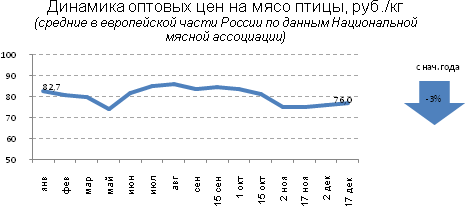 Динамика оптовых цен на мясо птицы, руб./кг
(средние в европейской части России по данным Национальной
мясной ассоциации)
100
90
80
70
60
50
82.7
76.0
янв
фев
мар
май
июн
июл
авг
сен
15 сен
1 окт
15 окт
2 ноя
17 ноя
2 дек
17 дек
с нач. года
-3%